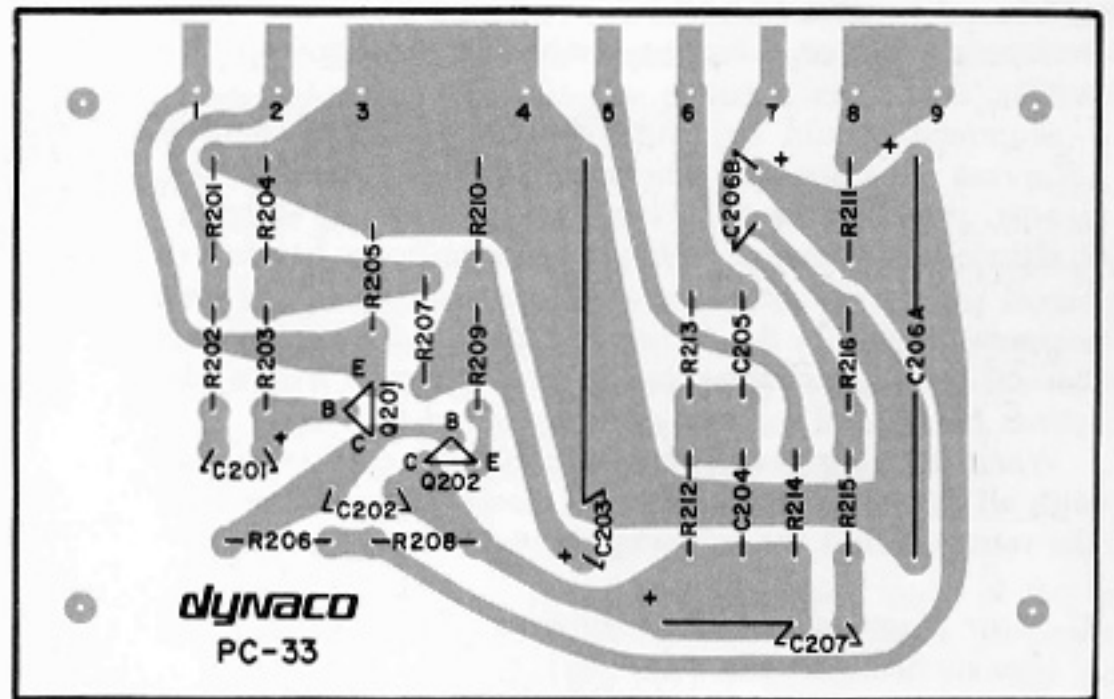 1 2 3 4 5 6 7 8 9
+ +
R201 R204 R205 R210 C206B R211
R202 R203 R207 R209 R213 C205 R216 C206A
E
B Q201
C
B
C E
Q202
+
C201
C202
R206 R208
+ C203
R212 C204 R214 R215
+
C207
dynaco
PC-33